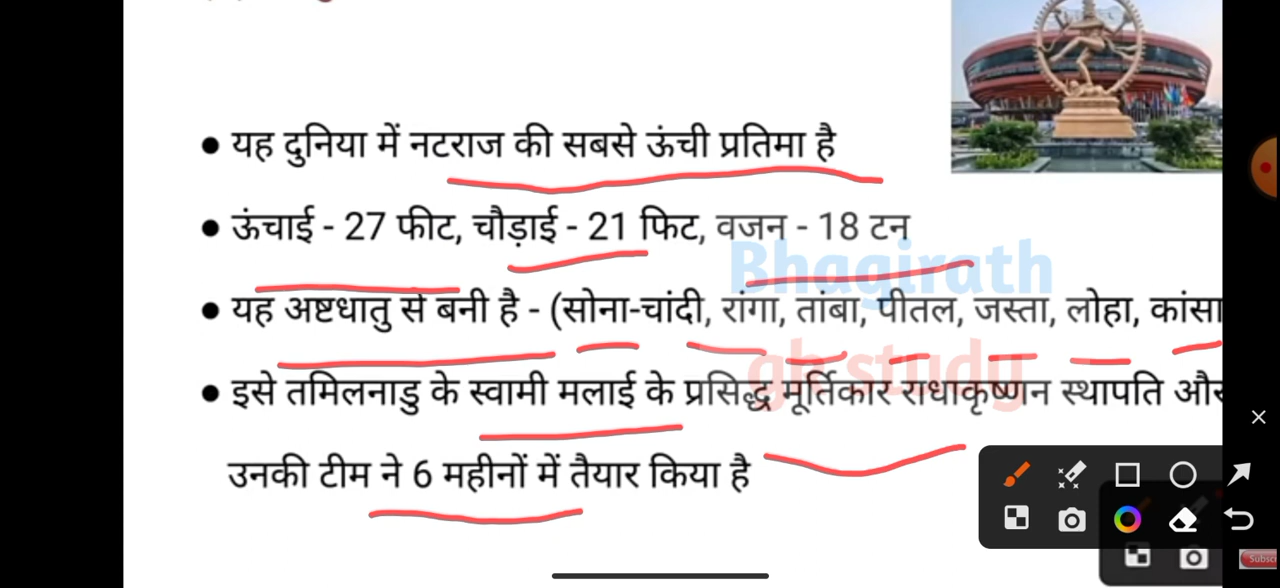 ● यह दुनिया में नटराज की सबसे ऊंची प्रतिमा है
● ऊंचाई - 27 फीट, चौड़ाई - 21 फिट, वजन - 18 टन
Bhagirath
● यह अष्टधातु से बनी है - (सोना-चांदी, रांगा, तांबा, पीतल, जस्ता, लोहा, कांसा
gh study
● इसे तमिलनाडु के स्वामी मलाई के प्रसिद्ध मूर्तिकार राधाकृष्णन स्थापति और
उनकी टीम ने 6 महीनों में तैयार किया है